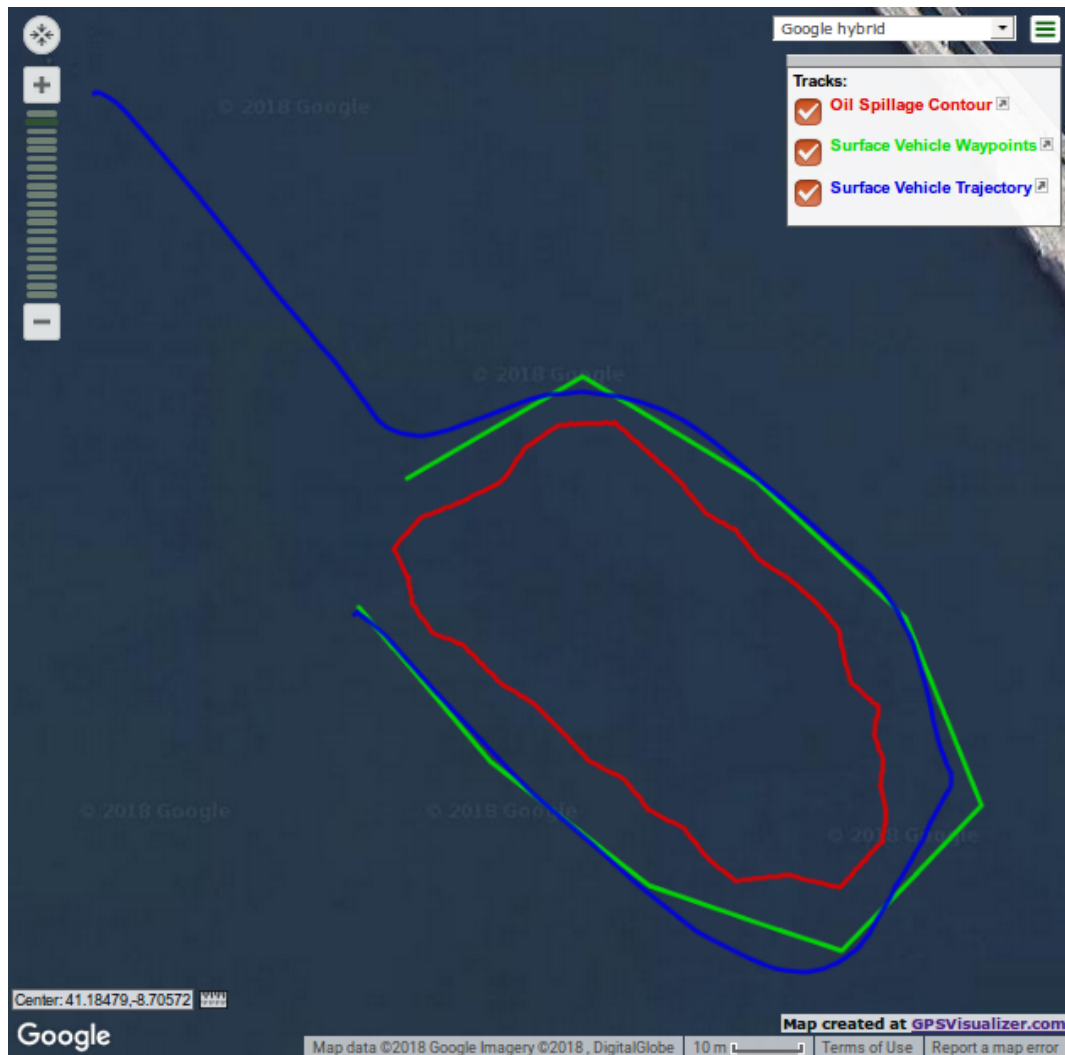 Google hybrid
© 2018 Google
Tracks:
Oil Spillage Contour
Surface Vehicle Waypoints
Surface Vehicle Trajectory
© 2018 Google
© 2018 Google
© 2018 Google
© 2018 Google
Center: 41.18479,-8.70572
Map created at GPSVisualizer.com
Google
Map data ©2018 Google Imagery ©2018 , DigitalGlobe
10 m
Terms of Use
Report a map error